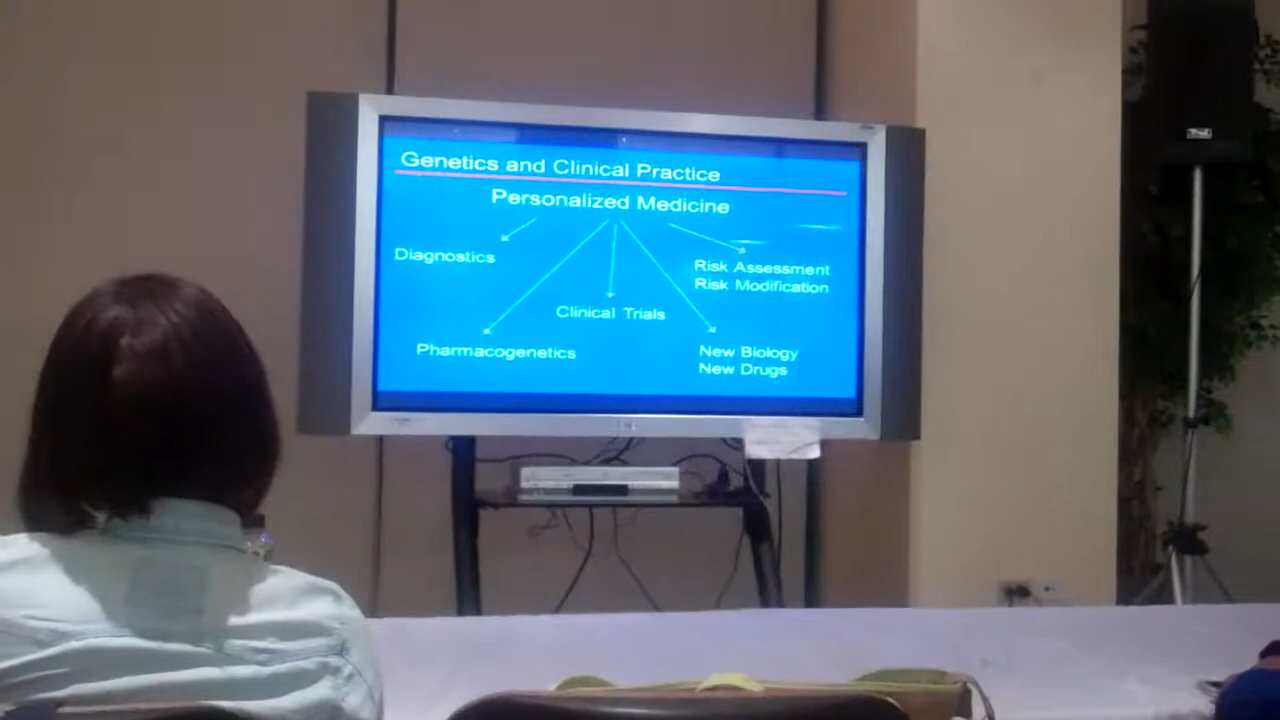 Genetics and Clinical Practice
Personalized Medicine
Diagnostics
Risk Assessment
Risk Modification
Clinical Trials
Pharmacogenetics
New Biology
New Drugs